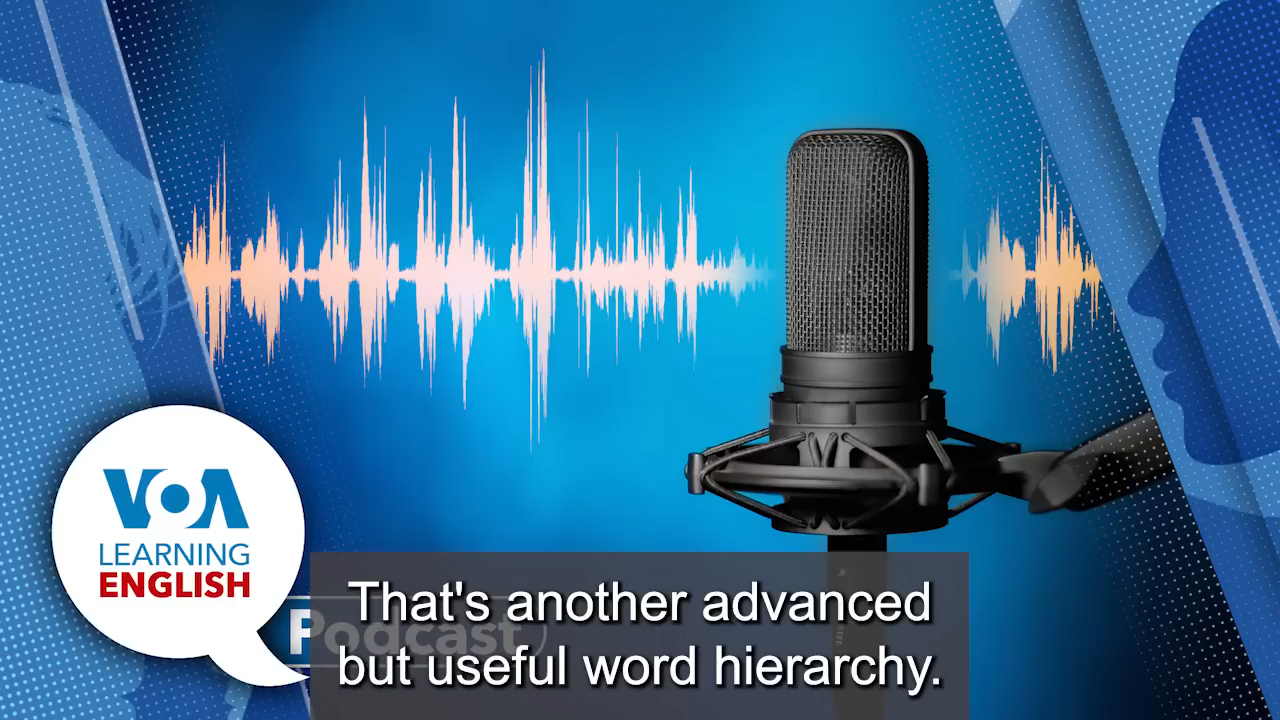 VOA
LEARNING
ENGLISH
Podcast
That's another advanced
but useful word hierarchy.